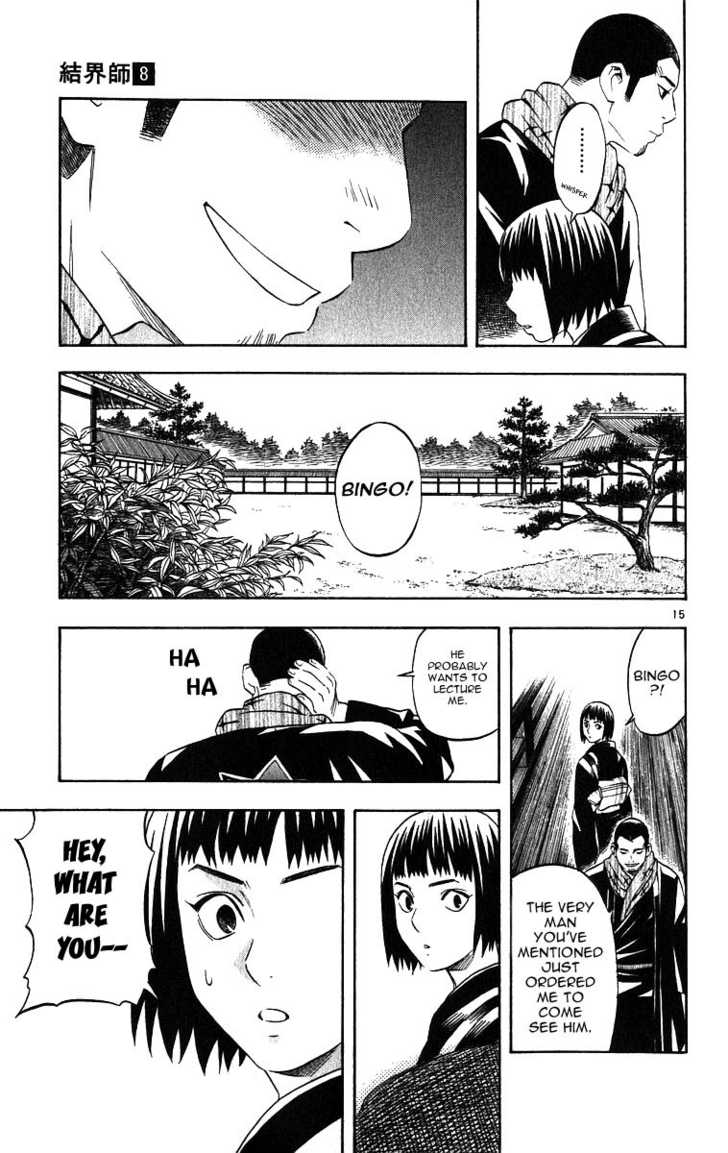 結界師8
………
WHISPER
BINGO!
BINGO
?!
THE VERY
MAN
YOU'VE
MENTIONED
JUST
ORDERED
ME TO
COME
SEE HIM.
HE
PROBABLY
WANTS TO
LECTURE
ME.
HA
HA
HEY,
WHAT
ARE
YOU--
15